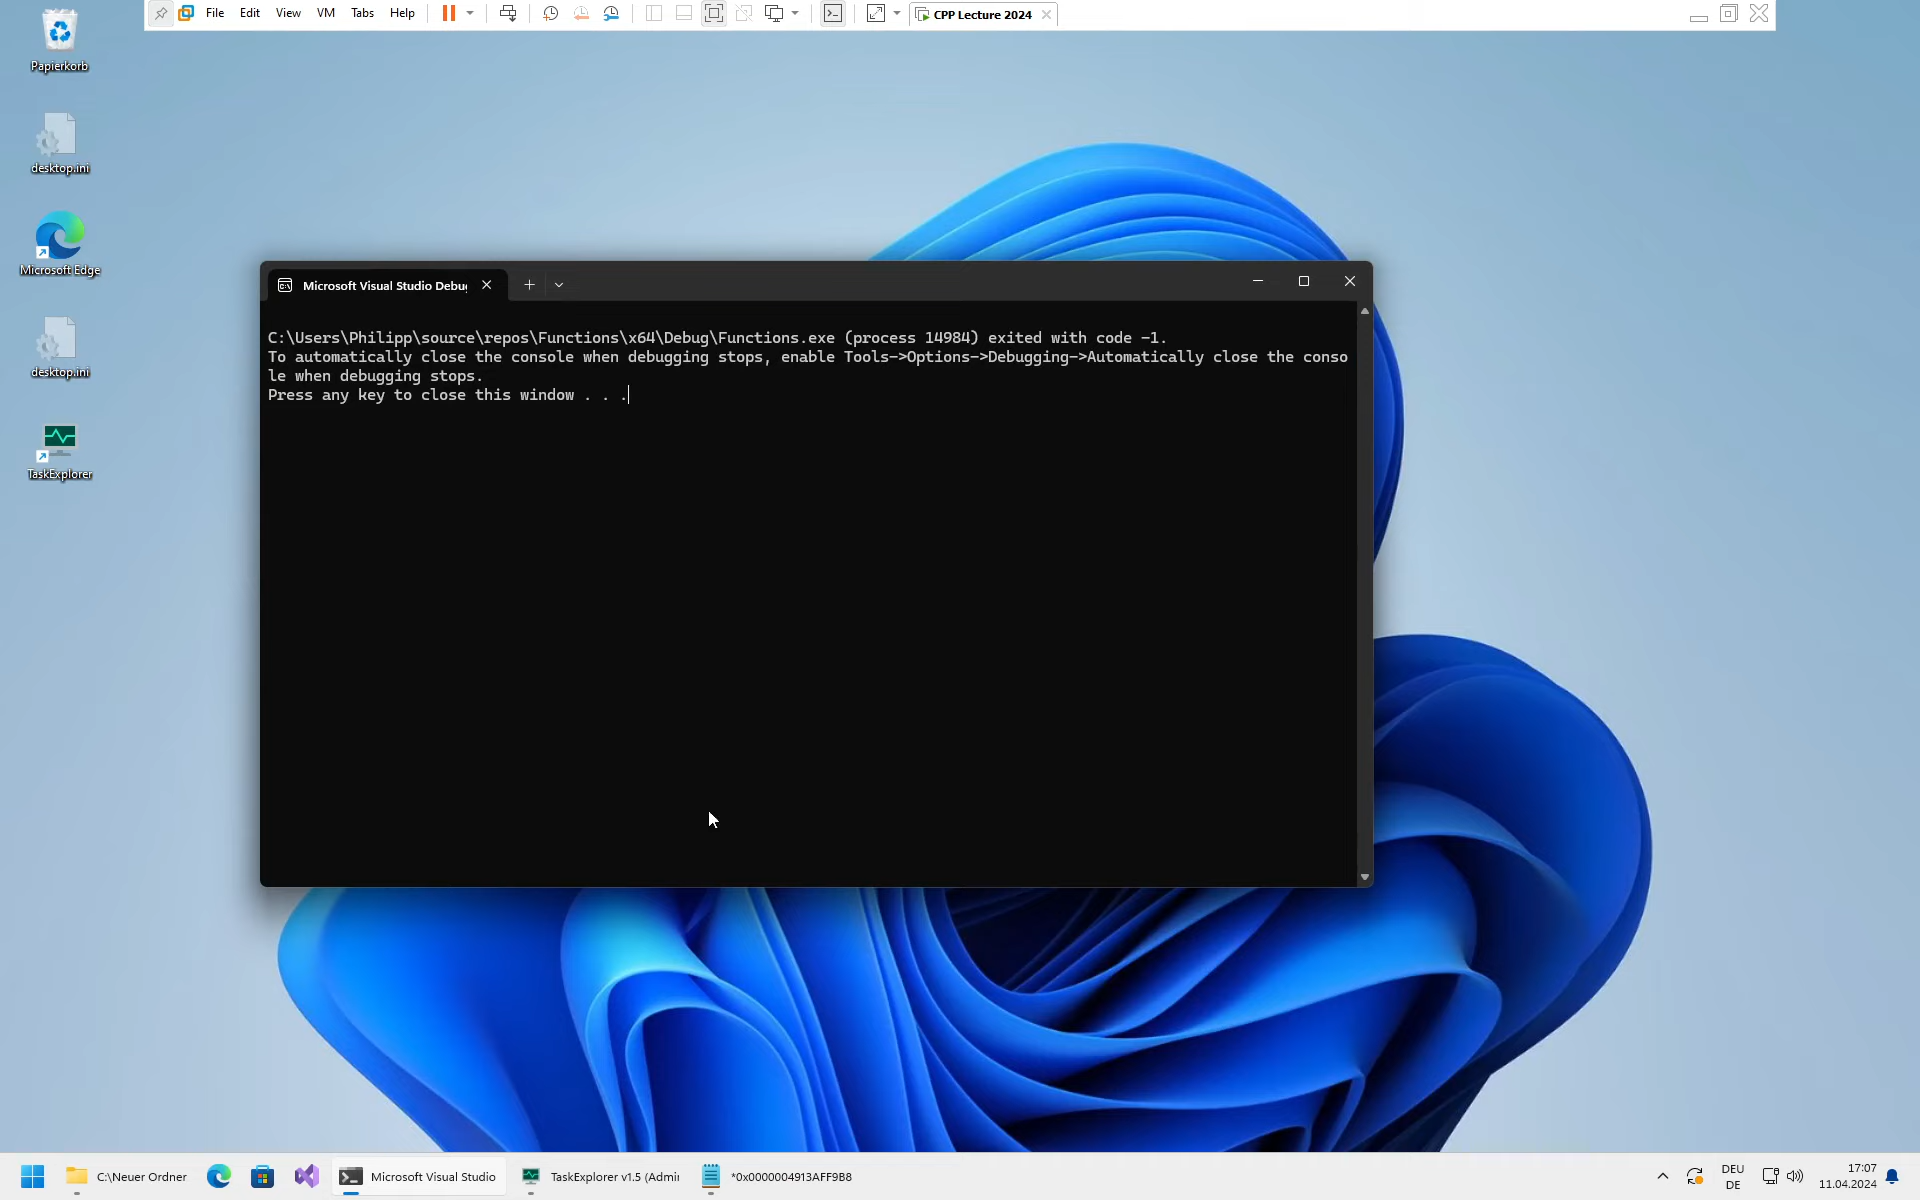 File Edit View VM Tabs Help CPP Lecture 2024
Papierkorb
desktop.ini
Microsoft Edge
desktop.ini
TaskExplorer
Microsoft Visual Studio Debug
C:\Users\Philipp\source\repos\Functions\x64\Debug\Functions.exe (process 14984) exited with code -1.
To automatically close the console when debugging stops, enable Tools->Options->Debugging->Automatically close the conso
le when debugging stops.
Press any key to close this window . . .
C:\Neuer Ordner Microsoft Visual Studio TaskExplorer v1.5 (Admin *0x0000004913AFF9B8
DEU
DE
17:07
11.04.2024